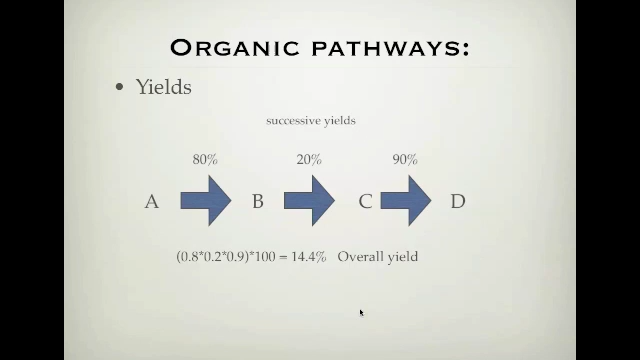 ORGANIC PATHWAYS:
• Yields
successive yields
80% 20% 90%
A B C D
(0.8*0.2*0.9)*100 = 14.4% Overall yield